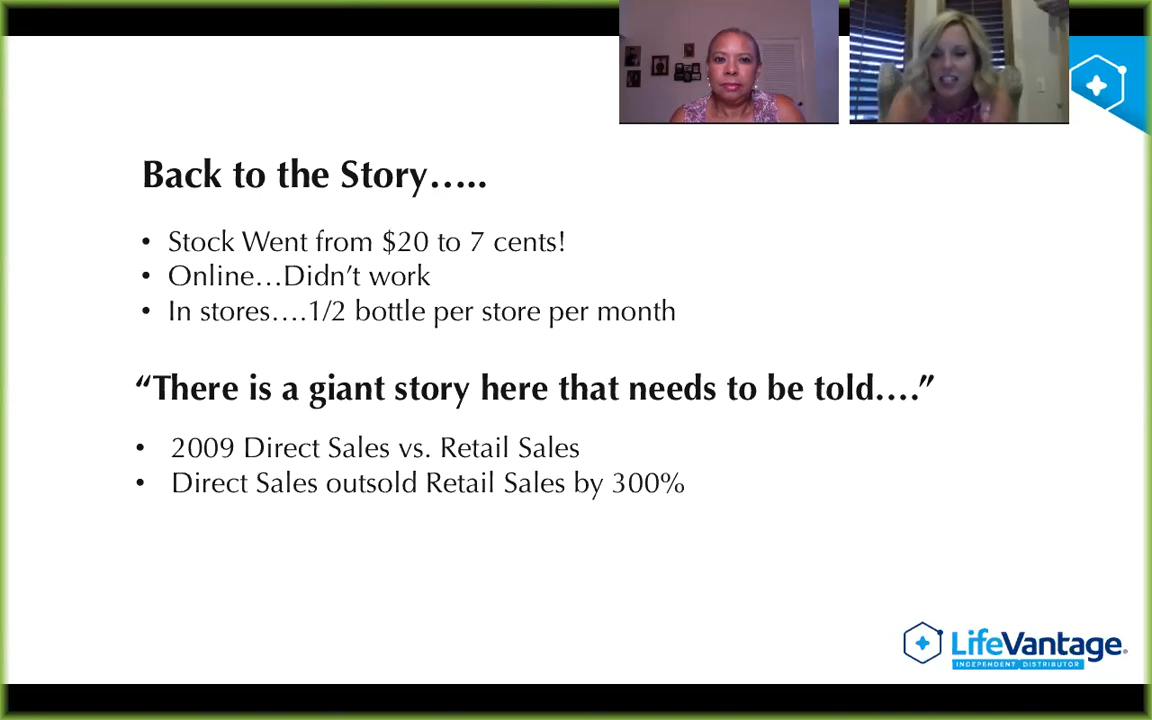 Back to the Story.....
• Stock Went from $20 to 7 cents!
• Online...Didn’t work
• In stores....1/2 bottle per store per month
“There is a giant story here that needs to be told....”
• 2009 Direct Sales vs. Retail Sales
• Direct Sales outsold Retail Sales by 300%
LifeVantage®
INDEPENDENT DISTRIBUTOR